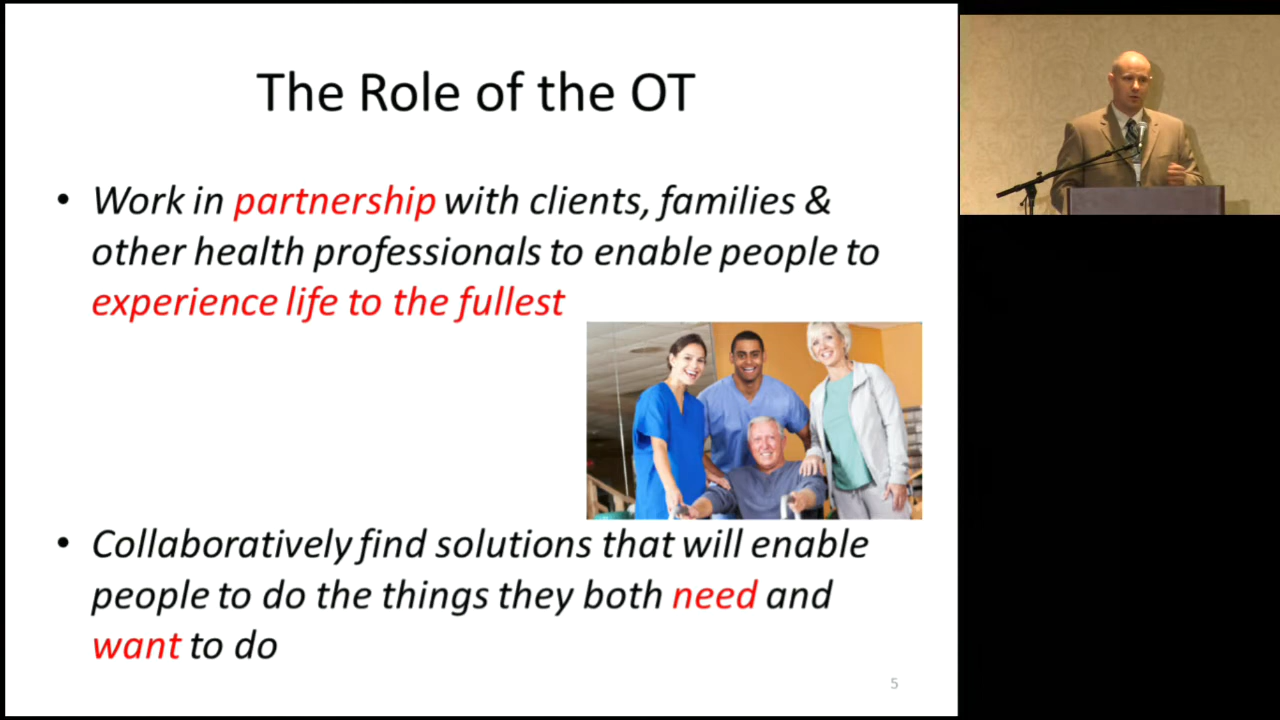 The Role of the OT
• Work in partnership with clients, families &
other health professionals to enable people to
experience life to the fullest
• Collaboratively find solutions that will enable
people to do the things they both need and
want to do
5